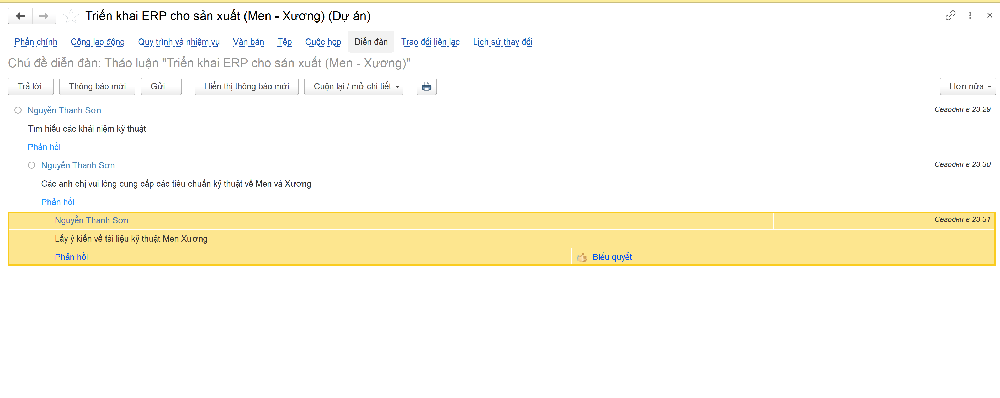 Triển khai ERP cho sản xuất (Men - Xương) (Dự án)
Phần chính Công lao động Quy trình và nhiệm vụ Văn bản Tệp Cuộc họp Diễn đàn Trao đổi liên lạc Lịch sử thay đổi
Chủ đề diễn đàn: Thảo luận "Triển khai ERP cho sản xuất (Men - Xương)"
Trả lời Thông báo mới Gửi... Hiển thị thông báo mới Cuộn lại / mở chi tiết Hơn nữa
Nguyễn Thanh Sơn Сегодня в 23:29
Tìm hiểu các khái niệm kỹ thuật
Phản hồi
Nguyễn Thanh Sơn Сегодня в 23:30
Các anh chị vui lòng cung cấp các tiêu chuẩn kỹ thuật về Men và Xương
Phản hồi
Nguyễn Thanh Sơn Сегодня в 23:31
Lấy ý kiến về tài liệu kỹ thuật Men Xương
Phản hồi Biểu quyết